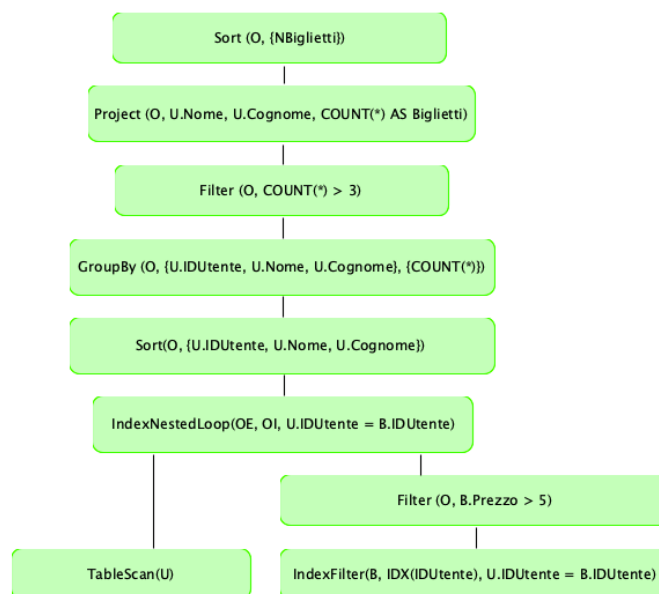 Sort (O, {NBiglietti})
Project (O, U.Nome, U.Cognome, COUNT(*) AS Biglietti)
Filter (O, COUNT(*) > 3)
GroupBy (O, {U.IDUtente, U.Nome, U.Cognome}, {COUNT(*)})
Sort(O, {U.IDUtente, U.Nome, U.Cognome})
IndexNestedLoop(OE, OI, U.IDUtente = B.IDUtente)
Filter (O, B.Prezzo > 5)
TableScan(U)
IndexFilter(B, IDX(IDUtente), U.IDUtente = B.IDUtente)